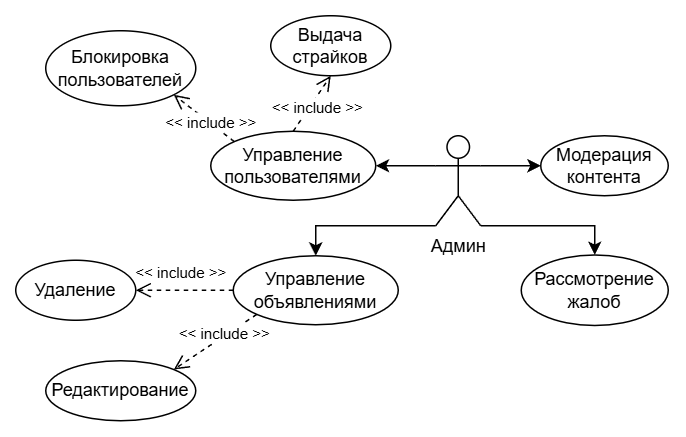 Выдача
страйков
Блокировка
пользователей
<< include >>
<< include >>
Управление
пользователями
Модерация
контента
Админ
<< include >>
Управление
объявлениями
Удаление
Рассмотрение
жалоб
<< include >>
Редактирование